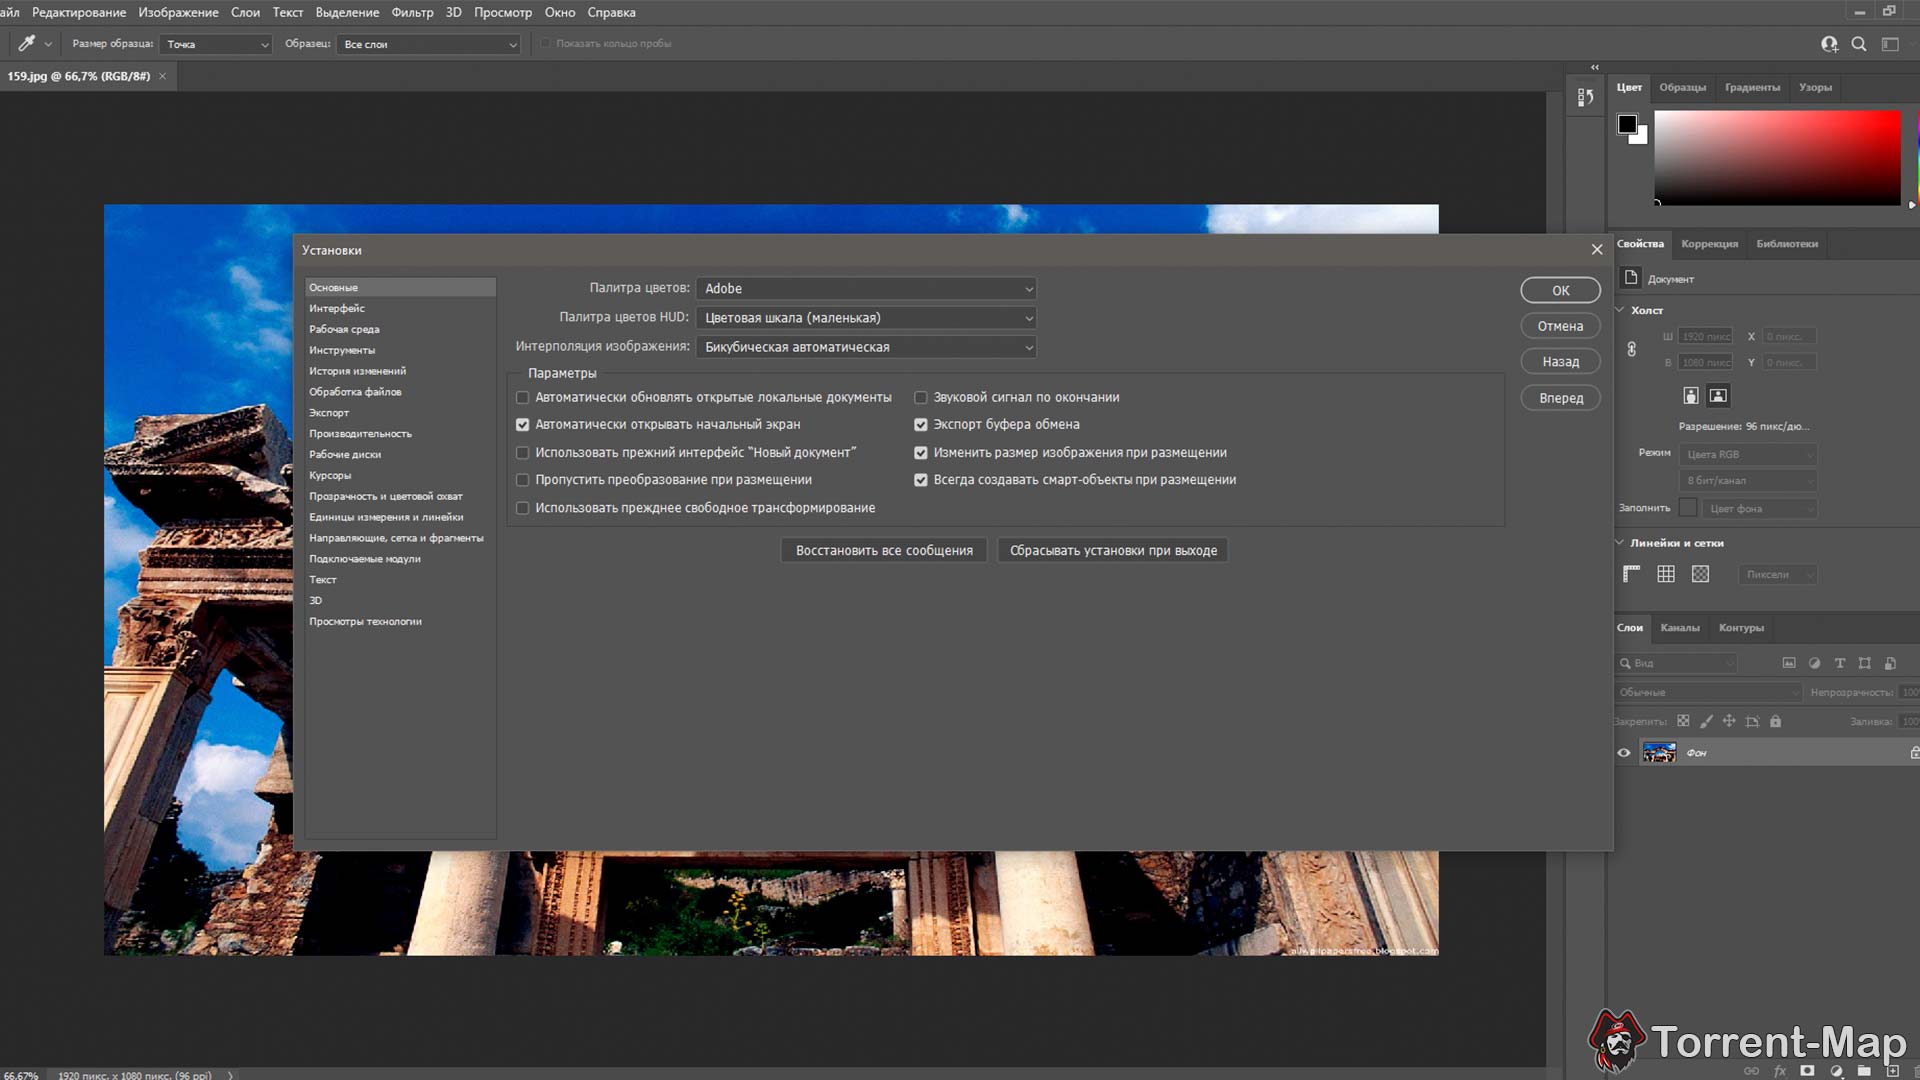 айл Редактирование Изображение Слои Текст Выделение Фильтр 3D Просмотр Окно Справка
Размер образца: Точка Образец: Все слои Показать кольцо пробы
159.jpg @ 66,7% (RGB/8#) ×
Цвет Образцы Градиенты Узоры
Установки
Основные
Интерфейс
Рабочая среда
Инструменты
История изменений
Обработка файлов
Экспорт
Производительность
Рабочие диски
Курсоры
Прозрачность и цветовой охват
Единицы измерения и линейки
Направляющие, сетка и фрагменты
Подключаемые модули
Текст
3D
Просмотры технологии
Палитра цветов: Adobe
Палитра цветов HUD: Цветовая шкала (маленькая)
Интерполяция изображения: Бикубическая автоматическая
Параметры
Автоматически обновлять открытые локальные документы
Автоматически открывать начальный экран
Использовать прежний интерфейс “Новый документ”
Пропустить преобразование при размещении
Использовать прежднее свободное трансформирование
Звуковой сигнал по окончании
Экспорт буфера обмена
Изменить размер изображения при размещении
Всегда создавать смарт-объекты при размещении
Восстановить все сообщения Сбрасывать установки при выходе
ОК
Отмена
Назад
Вперед
Свойства Коррекция Библиотеки
Документ
Холст
Ш 1920 пикс X 0 пикс.
В 1080 пикс Y 0 пикс.
Разрешение: 96 пикс/дю...
Режим Цвета RGB
8 бит/канал
Заполнить Цвет фона
Линейки и сетки
Пиксели
Слои Каналы Контуры
Вид
Обычные Непрозрачность: 100
Закрепить: Заливка: 100
Фон
allwallpapersfree.blogspot.com
Torrent-Map
fx
66,67% 1920 пикс. x 1080 пикс. (96 ppi)